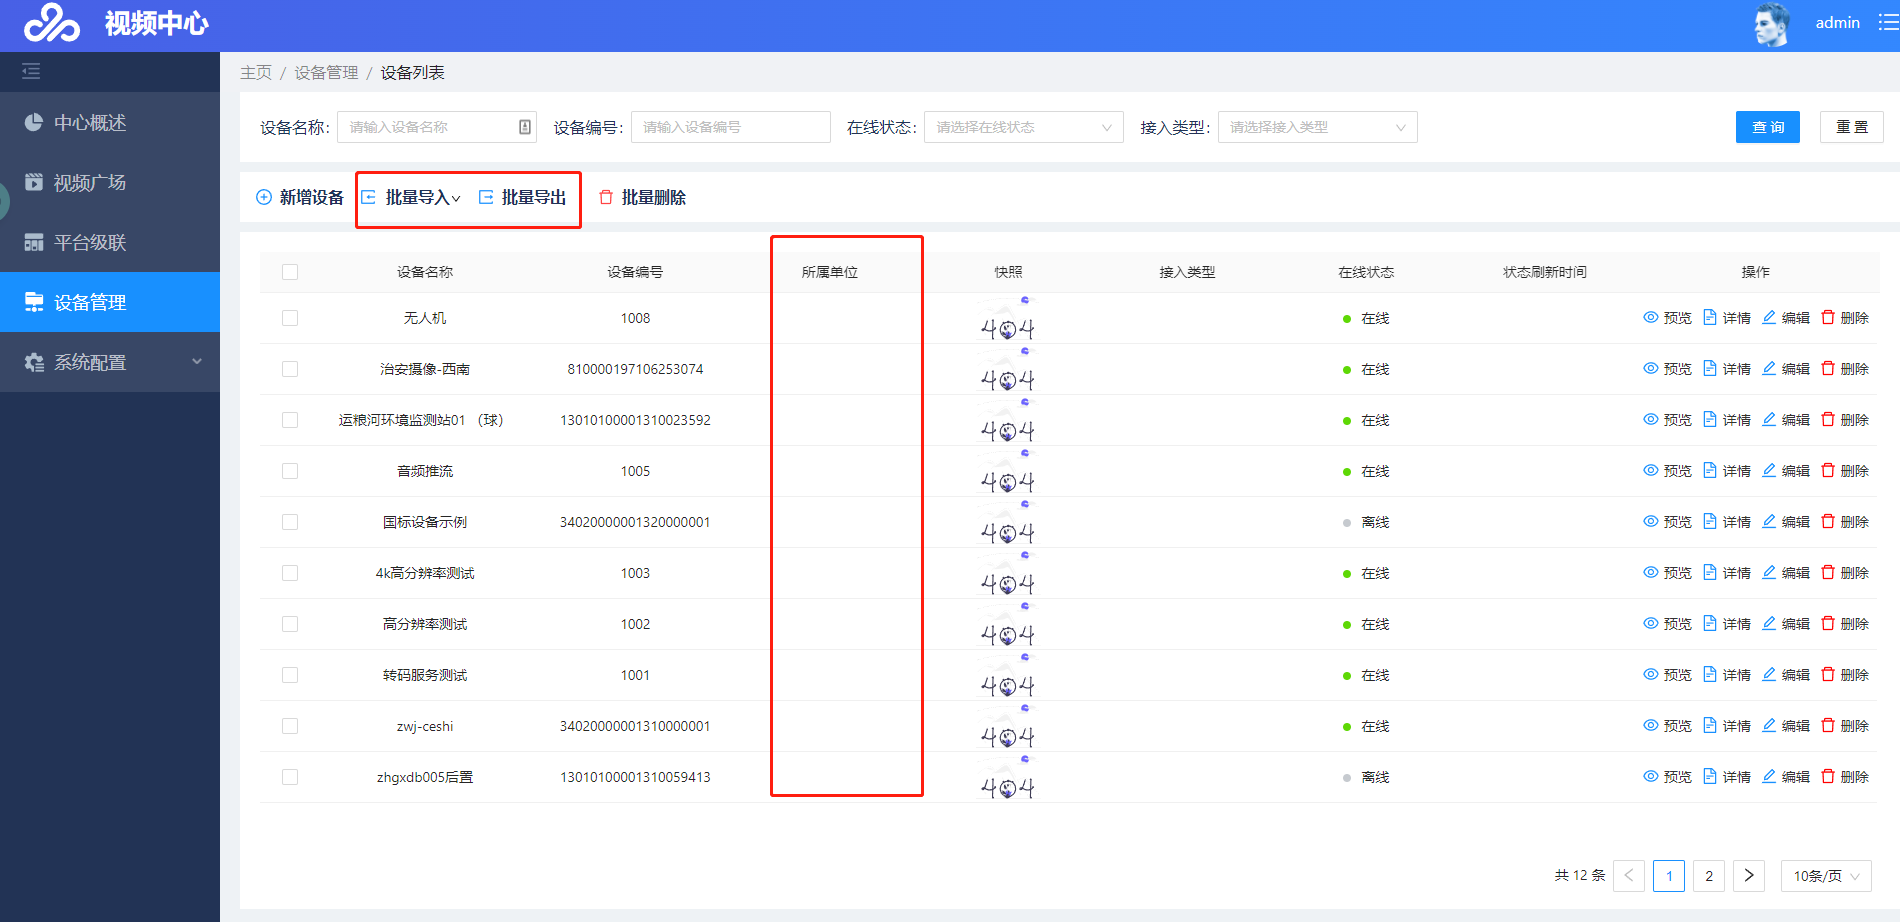 视频中心
admin
主页 / 设备管理 / 设备列表
中心概述
视频广场
平台级联
设备管理
系统配置
设备名称: 请输入设备名称 设备编号: 请输入设备编号 在线状态: 请选择在线状态 接入类型: 请选择接入类型 查 询 重 置
新增设备 批量导入 批量导出 批量删除
设备名称 设备编号 所属单位 快照 接入类型 在线状态 状态刷新时间 操作
无人机 1008 404 在线 预览 详情 编辑 删除
治安摄像-西南 810000197106253074 404 在线 预览 详情 编辑 删除
运粮河环境监测站01 （球） 13010100001310023592 404 在线 预览 详情 编辑 删除
音频推流 1005 404 在线 预览 详情 编辑 删除
国标设备示例 34020000001320000001 404 离线 预览 详情 编辑 删除
4k高分辨率测试 1003 404 在线 预览 详情 编辑 删除
高分辨率测试 1002 404 在线 预览 详情 编辑 删除
转码服务测试 1001 404 在线 预览 详情 编辑 删除
zwj-ceshi 34020000001310000001 404 在线 预览 详情 编辑 删除
zhgxdb005后置 13010100001310059413 404 离线 预览 详情 编辑 删除
共 12 条 1 2 10条/页